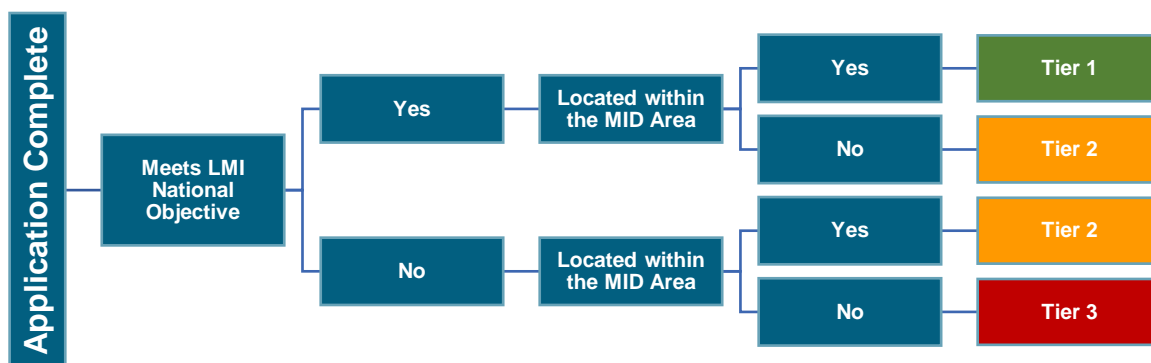 Application Complete
Meets LMI
National
Objective
Yes
Located within
the MID Area
Yes
Tier 1
No
Tier 2
No
Located within
the MID Area
Yes
Tier 2
No
Tier 3